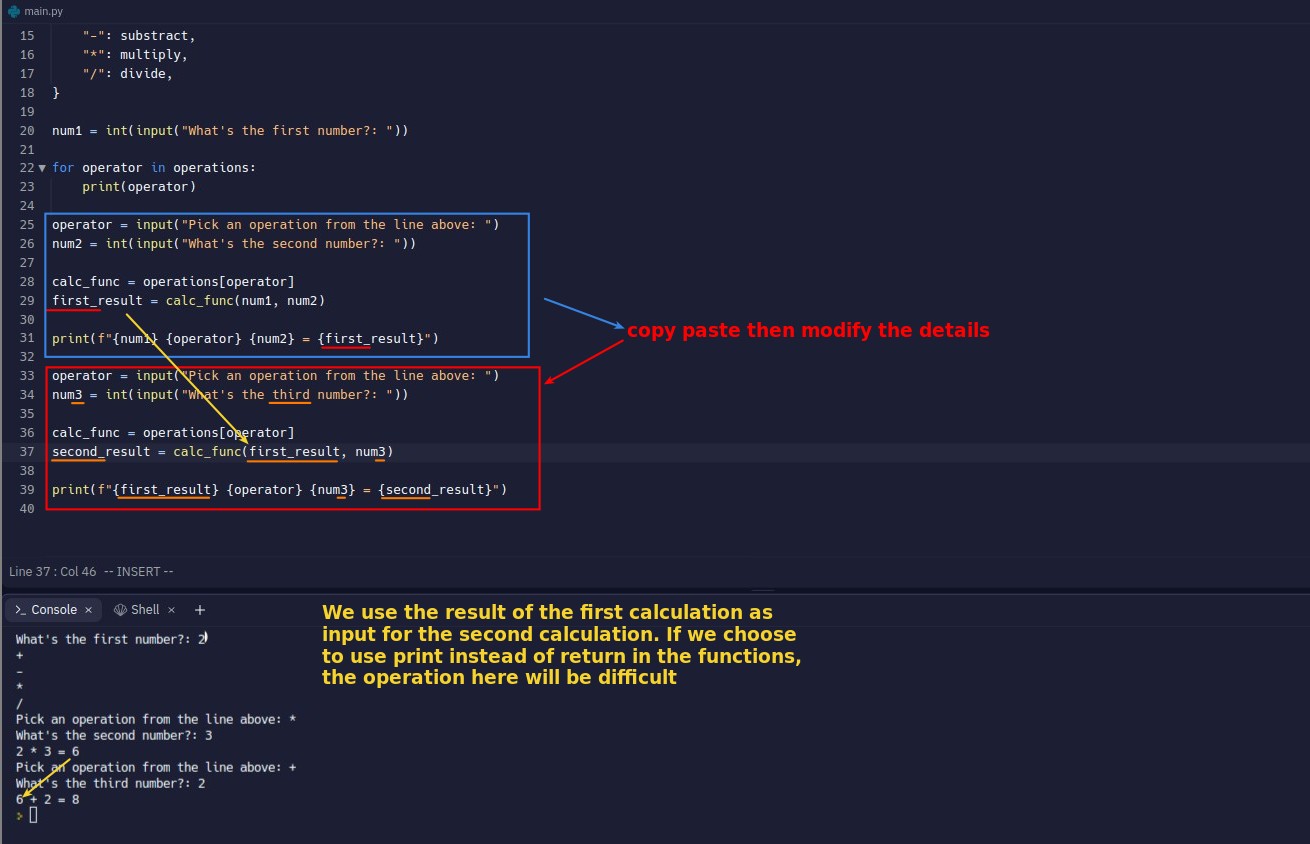 main.py
15 "-": substract,
16 "*": multiply,
17 "/": divide,
18 }
19
20 num1 = int(input("What's the first number?: "))
21
22 for operator in operations:
23 print(operator)
24
25 operator = input("Pick an operation from the line above: ")
26 num2 = int(input("What's the second number?: "))
27
28 calc_func = operations[operator]
29 first_result = calc_func(num1, num2)
30
31 print(f"{num1} {operator} {num2} = {first_result}")
32
copy paste then modify the details
33 operator = input("Pick an operation from the line above: ")
34 num3 = int(input("What's the third number?: "))
35
36 calc_func = operations[operator]
37 second_result = calc_func(first_result, num3)
38
39 print(f"{first_result} {operator} {num3} = {second_result}")
40
Line 37 : Col 46 -- INSERT --
>_ Console × Shell × +
We use the result of the first calculation as
input for the second calculation. If we choose
to use print instead of return in the functions,
the operation here will be difficult
What's the first number?: 2
+
-
*
/
Pick an operation from the line above: *
What's the second number?: 3
2 * 3 = 6
Pick an operation from the line above: +
What's the third number?: 2
6 + 2 = 8